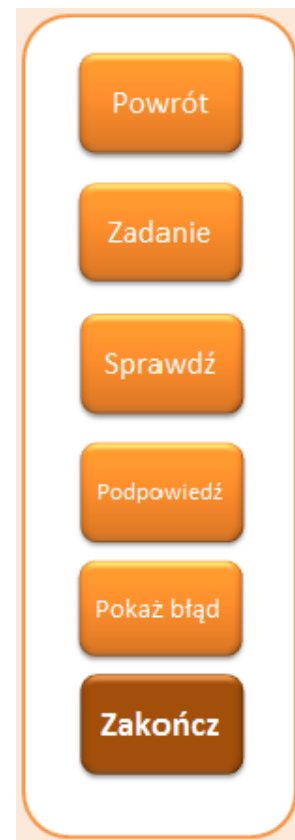 Powrót
Zadanie
Sprawdź
Podpowiedź
Pokaż błąd
Zakończ